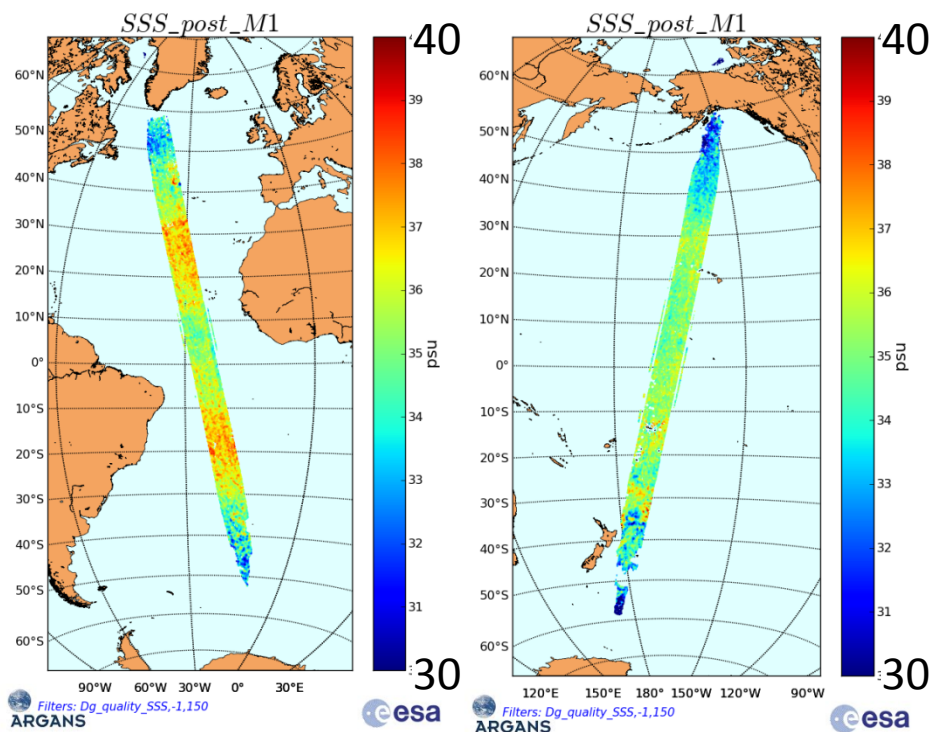 SSS_post_M1
60°N
50°N
40°N
30°N
20°N
10°N
0°
10°S
20°S
30°S
40°S
50°S
60°S
90°W 60°W 30°W 0° 30°E
40
39
38
37
36
35
34
33
32
31
30
psu
Filters: Dg_quality_SSS,-1,150
ARGANS
esa
SSS_post_M1
60°N
50°N
40°N
30°N
20°N
10°N
0°
10°S
20°S
30°S
40°S
50°S
60°S
120°E 150°E 180° 150°W 120°W 90°W
40
39
38
37
36
35
34
33
32
31
30
psu
Filters: Dg_quality_SSS,-1,150
ARGANS
esa